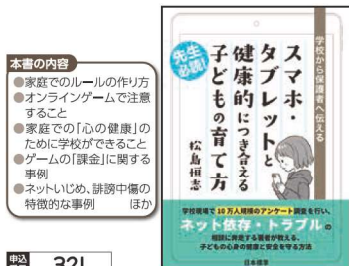 本書の内容
●家庭でのルールの作り方
●オンラインゲームで注意
すること
●家庭での「心の健康」の
ために学校ができること
●ゲームの「課金」に関する
事例
●ネットいじめ、誹謗中傷の
特徴的な事例 ほか
申込
321
学校から保護者へ伝える
スマホ・
タブレットと
健康的につき合える
子どもの育て方
先生
必読!
松島恒志
学校現場で10万人規模のアンケート調査を行い、
ネット依存・トラブルの
相談に奔走する著者が教える、
子どもの心身の健康と安全を守る方法
日本標準